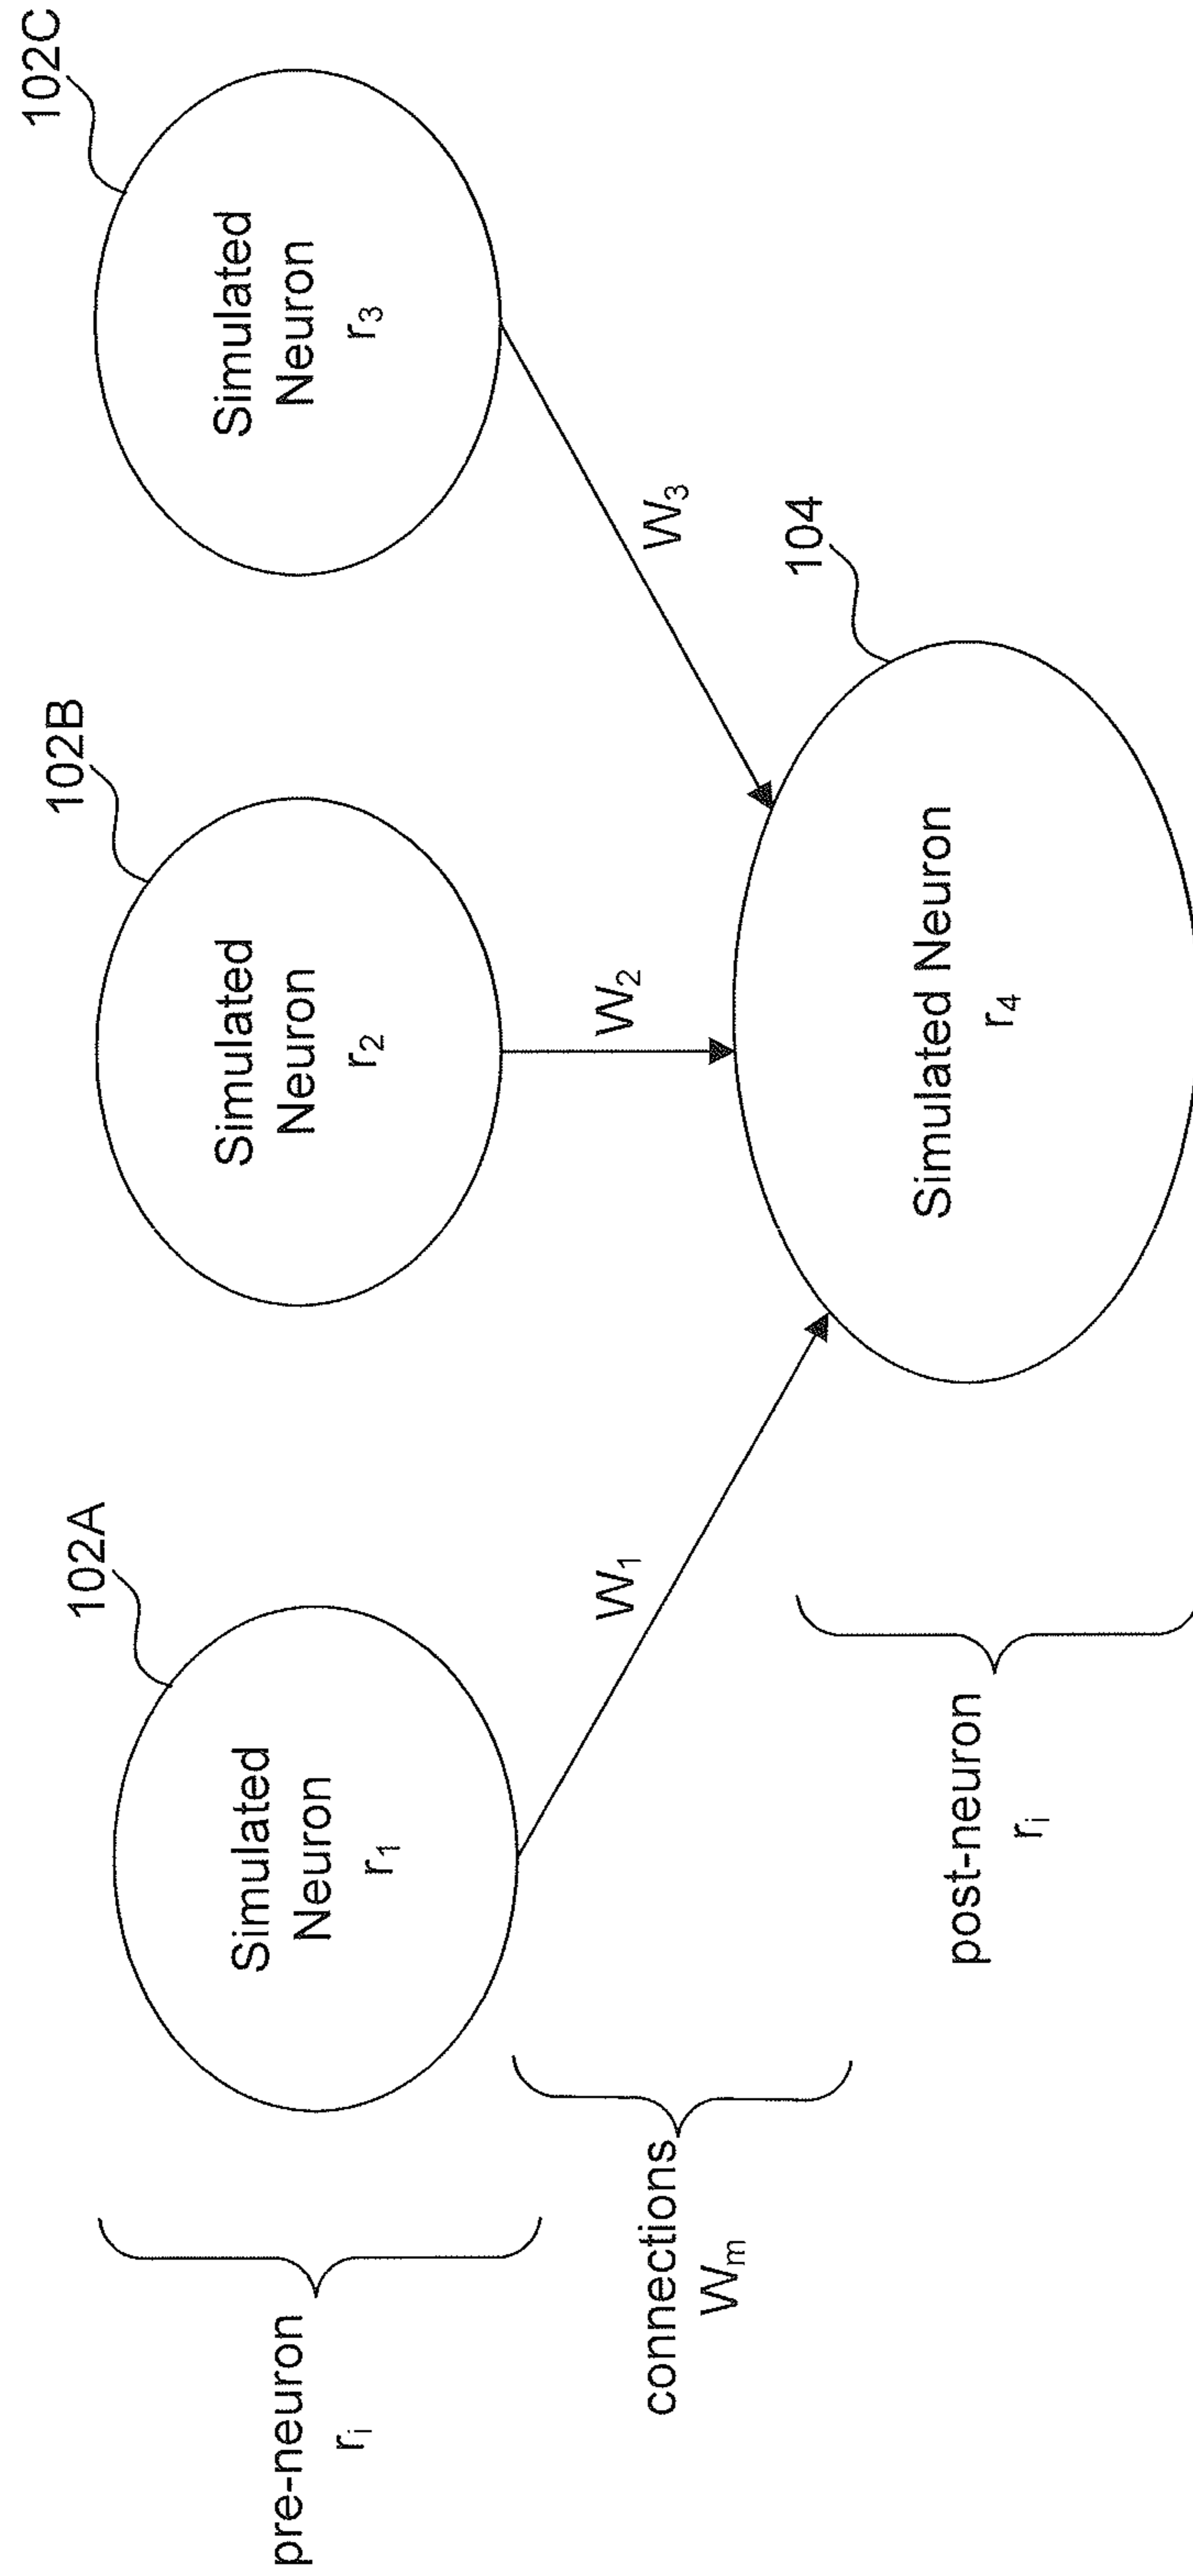 102A
102B
102C
Simulated
Neuron
r₁
Simulated
Neuron
r₂
Simulated
Neuron
r₃
pre-neuron
rᵢ
W₁
W₂
W₃
connections
Wₘ
104
Simulated Neuron
r₄
post-neuron
rᵢ